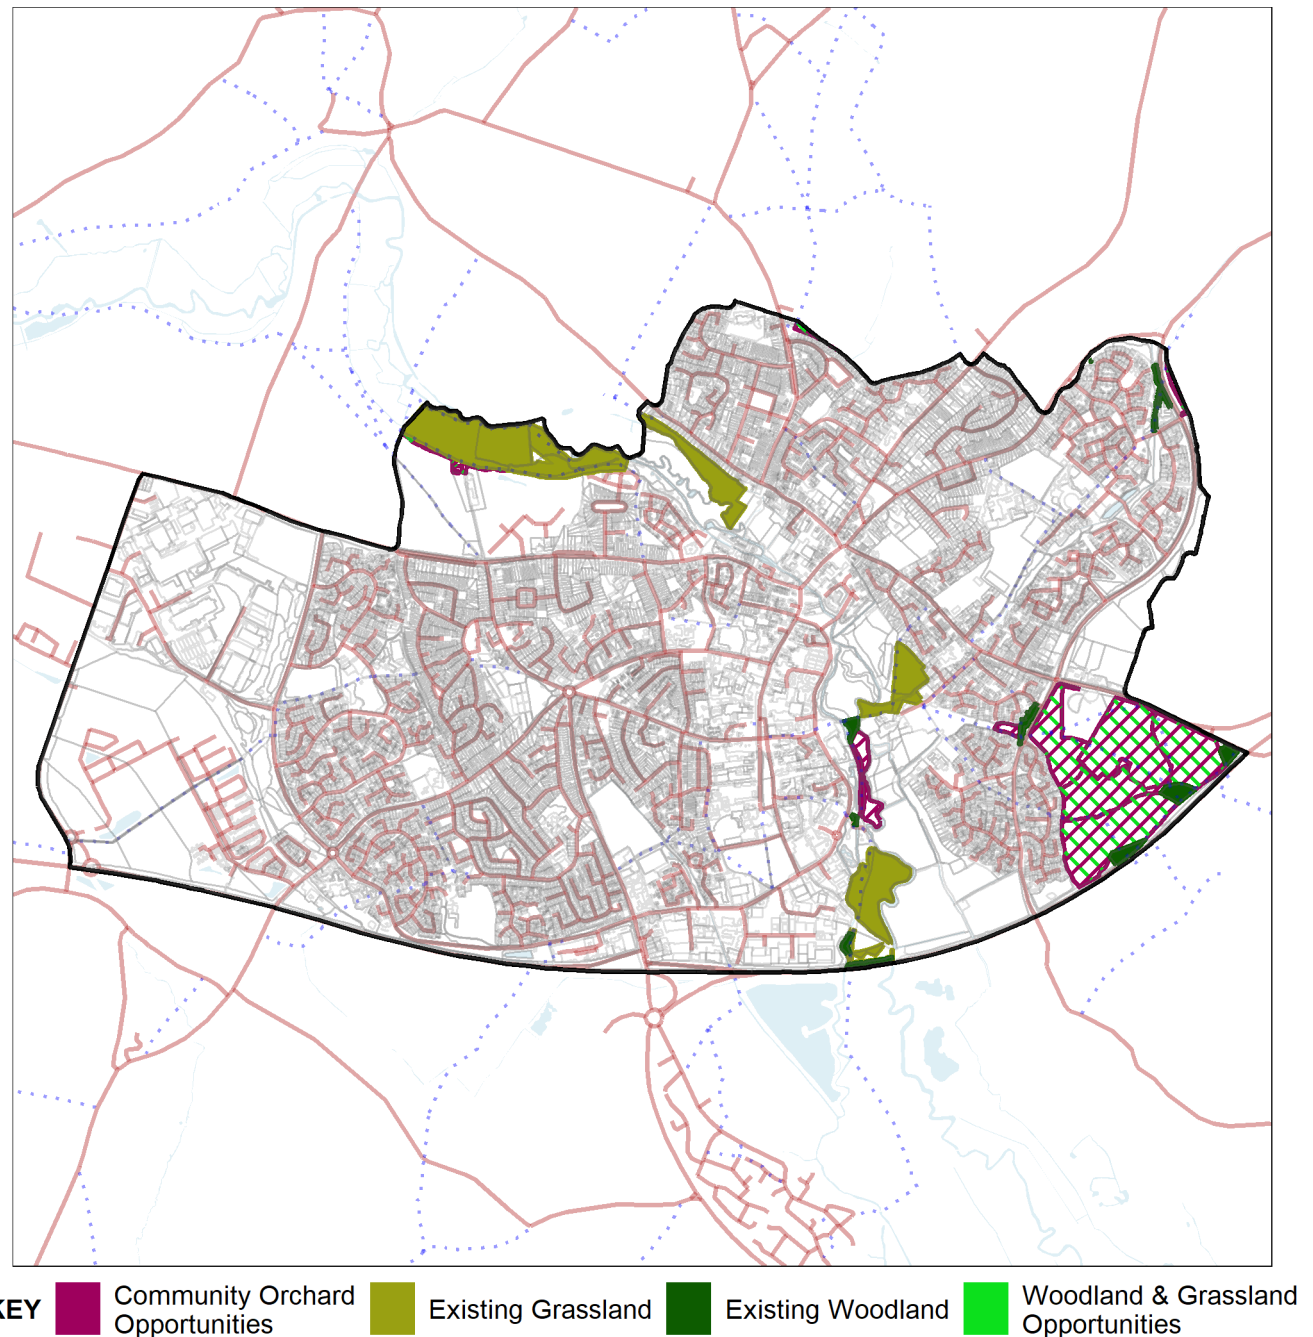 KEY
Community Orchard
Opportunities
Existing Grassland
Existing Woodland
Woodland & Grassland
Opportunities